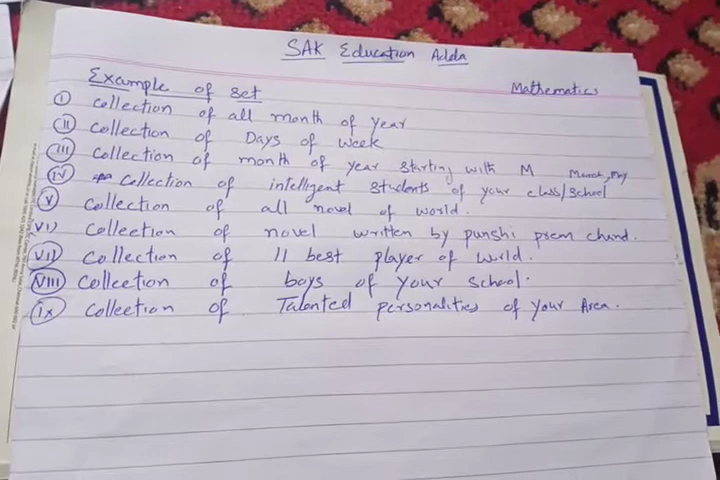 SAK Education Adda
Example of set Mathematics
(i) collection of all month of year
(ii) collection of Days of week
(iii) collection of month of year starting with M March, May
(iv) collection of intelligent students of your class/school
(v) collection of all novel of world.
VI) collection of novel written by punshi prem chand.
(VII) collection of 11 best player of world.
(VIII) collection of boys of your school.
(ix) collection of Talented personalities of your Area.